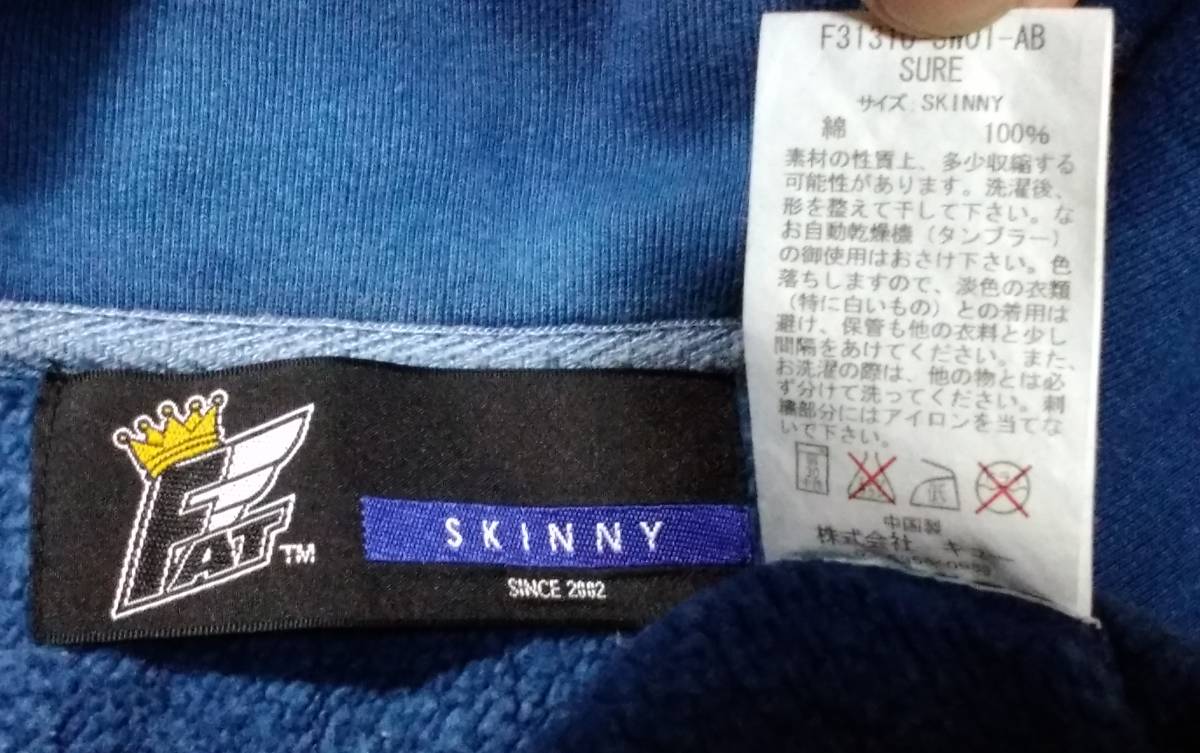 FAT TM
SKINNY
SINCE 2002
SURE
サイズ SKINNY
綿 100%
素材の性質上、多少収縮する
可能性があります。洗濯後、
形を整えて干して下さい。な
お自動乾燥機（タンブラー）
の御使用はおさけ下さい。色
落ちしますので、淡色の衣類
（特に白いもの）との着用は
避け、保管も他の衣料と少し
間隔をあけてください。また、
お洗濯の際は、他の物とは必
ず分けて洗ってください。刺
繍部分にはアイロンを当てな
いで下さい。
低
中国製
株式会社